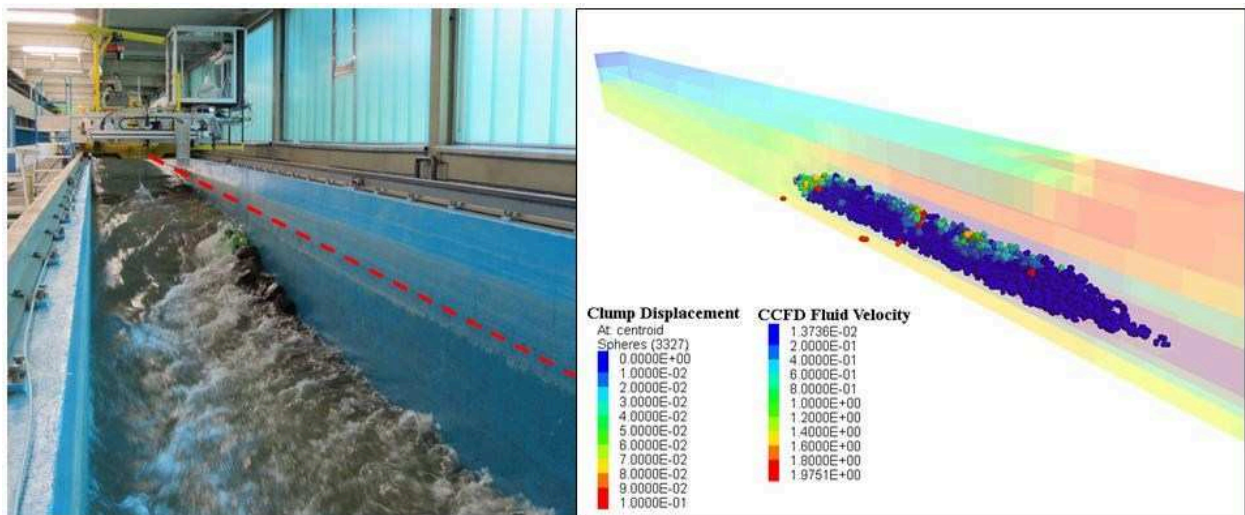 Clump Displacement
At: centroid
Spheres (3327)
0.0000E+00
1.0000E-02
2.0000E-02
3.0000E-02
4.0000E-02
5.0000E-02
6.0000E-02
7.0000E-02
8.0000E-02
9.0000E-02
1.0000E-01
CCFD Fluid Velocity
1.3736E-02
2.0000E-01
4.0000E-01
6.0000E-01
8.0000E-01
1.0000E+00
1.2000E+00
1.4000E+00
1.6000E+00
1.8000E+00
1.9751E+00